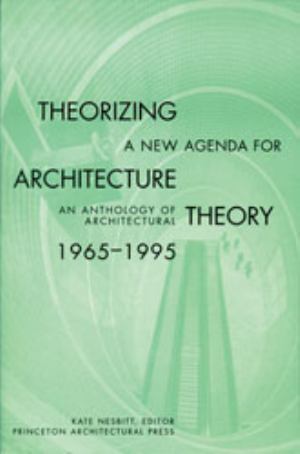 THEORIZING
A NEW AGENDA FOR
ARCHITECTURE
AN ANTHOLOGY OF
ARCHITECTURAL THEORY
1965–1995
KATE NESBITT, EDITOR
PRINCETON ARCHITECTURAL PRESS